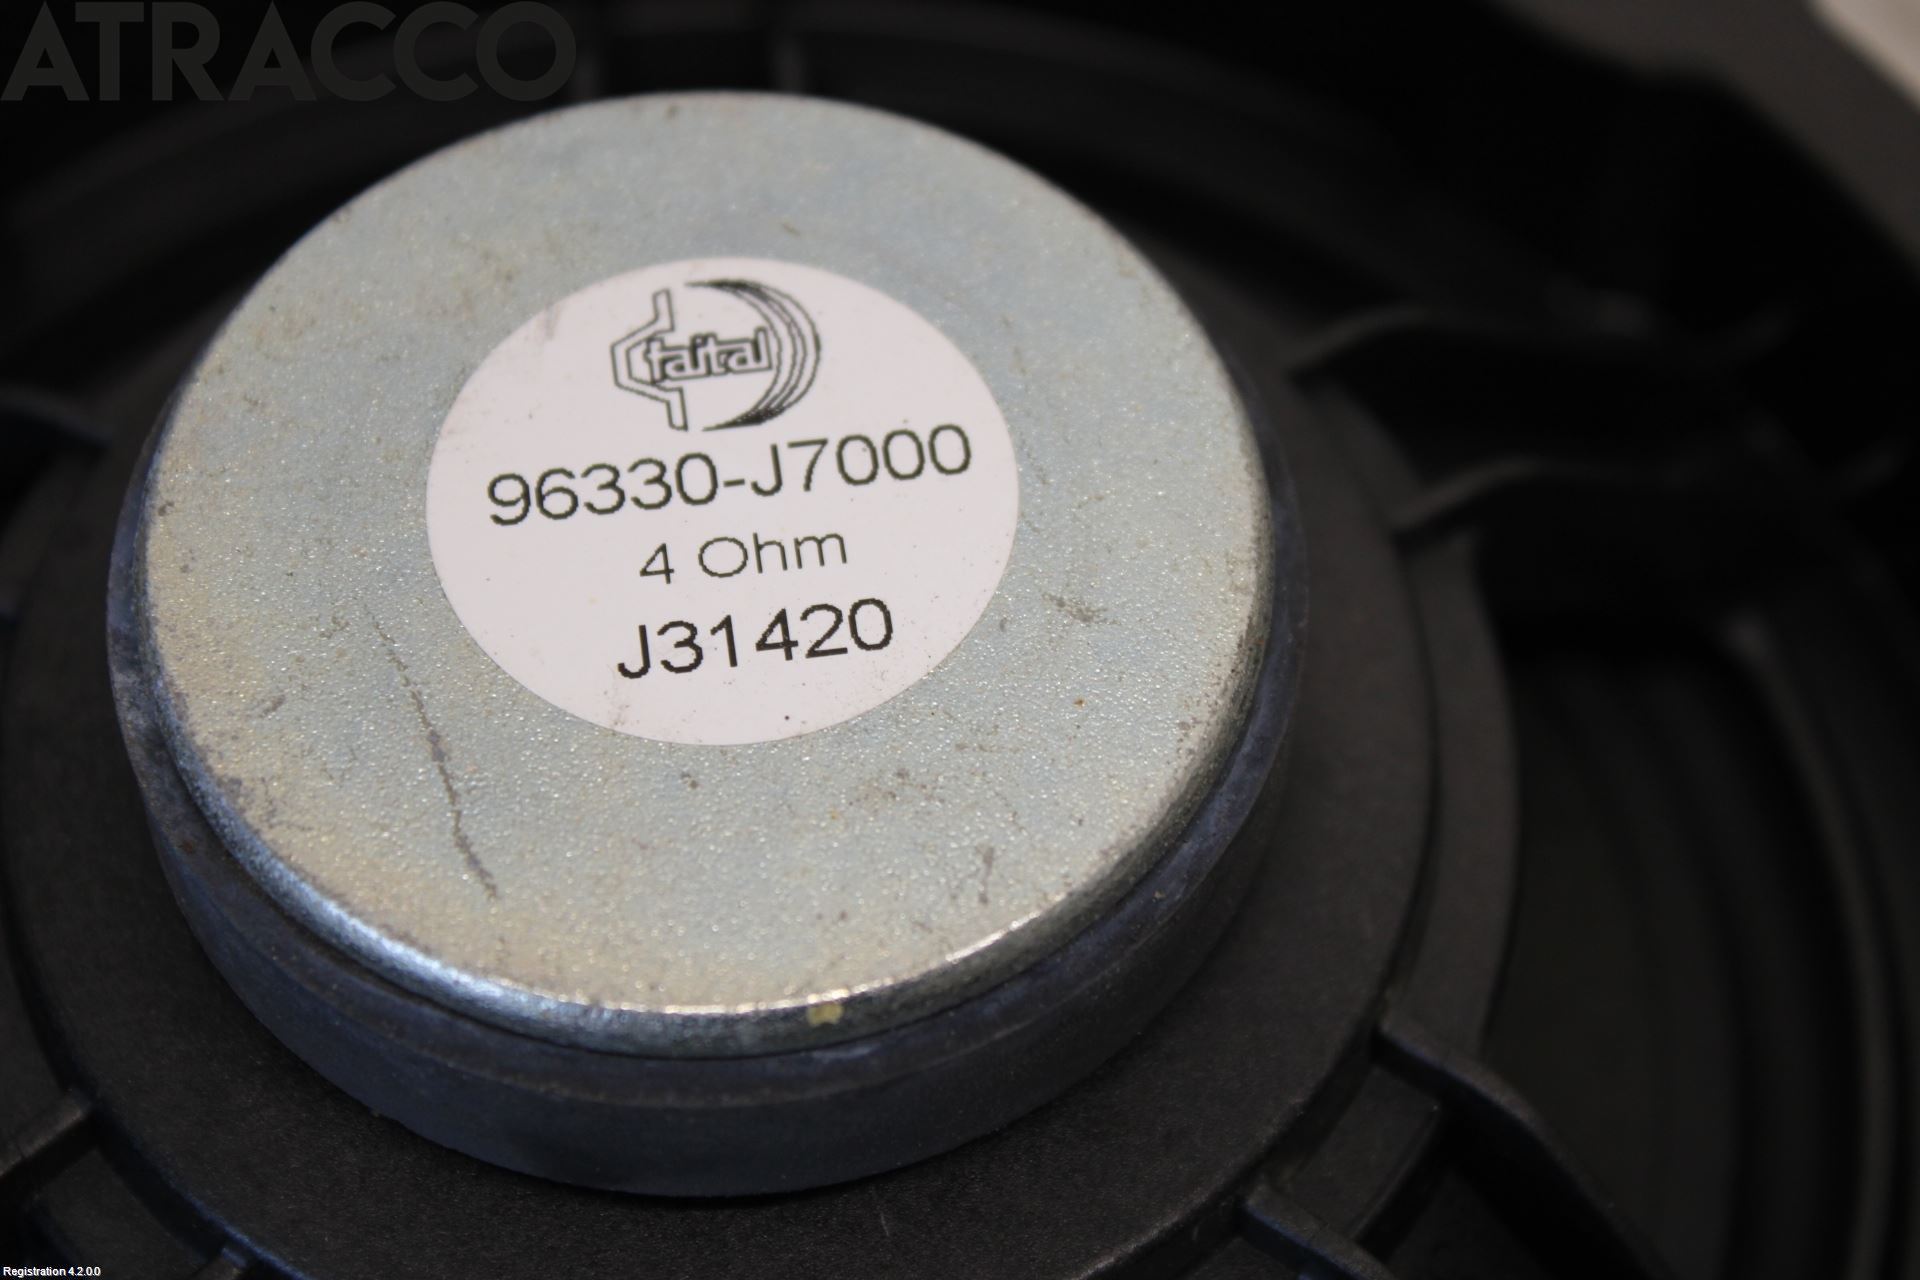 ATRACCO
faital
96330-J7000
4 Ohm
J31420
Registration 4.2.0.0